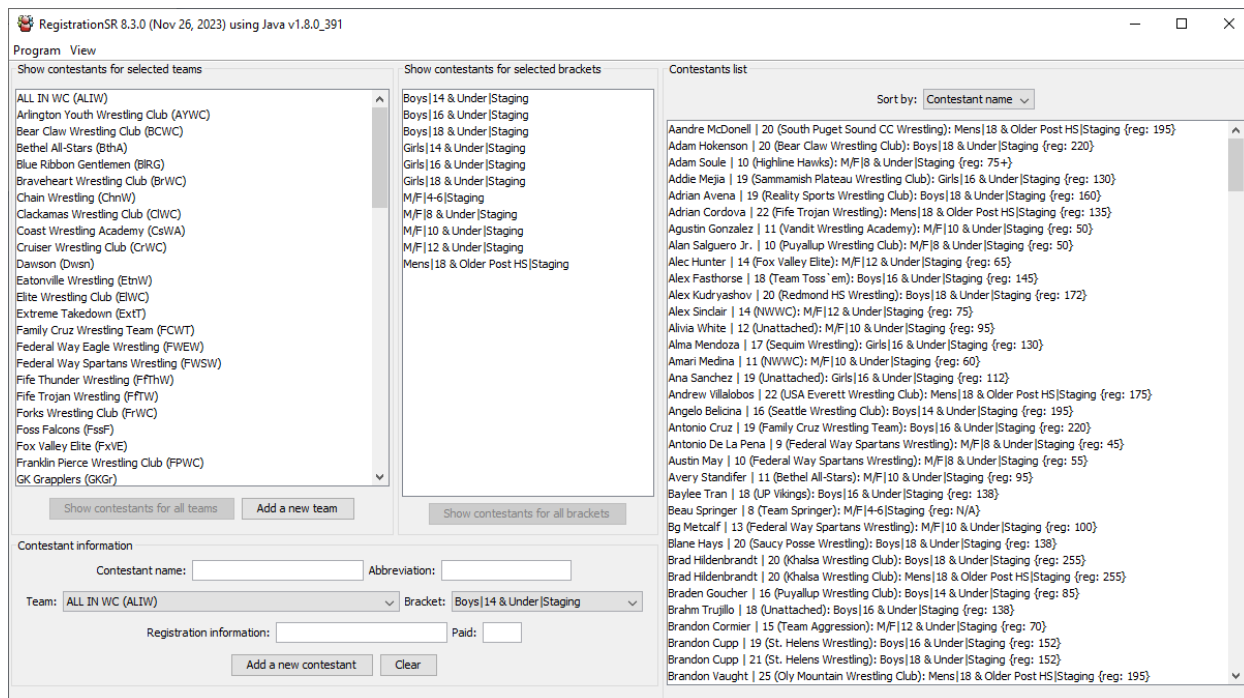 RegistrationSR 8.3.0 (Nov 26, 2023) using Java v1.8.0_391
Program View
Show contestants for selected teams
ALL IN WC (ALIW)
Arlington Youth Wrestling Club (AYWC)
Bear Claw Wrestling Club (BCWC)
Bethel All-Stars (BthA)
Blue Ribbon Gentlemen (BlRG)
Braveheart Wrestling Club (BrWC)
Chain Wrestling (ChnW)
Clackamas Wrestling Club (ClWC)
Coast Wrestling Academy (CsWA)
Cruiser Wrestling Club (CrWC)
Dawson (Dwsn)
Eatonville Wrestling (EtnW)
Elite Wrestling Club (ElWC)
Extreme Takedown (ExtT)
Family Cruz Wrestling Team (FCWT)
Federal Way Eagle Wrestling (FWEW)
Federal Way Spartans Wrestling (FWSW)
Fife Thunder Wrestling (FfThW)
Fife Trojan Wrestling (FfTW)
Forks Wrestling Club (FrWC)
Foss Falcons (FssF)
Fox Valley Elite (FxVE)
Franklin Pierce Wrestling Club (FPWC)
GK Grapplers (GKGr)
Show contestants for all teams
Add a new team
Show contestants for selected brackets
Boys|14 & Under|Staging
Boys|16 & Under|Staging
Boys|18 & Under|Staging
Girls|14 & Under|Staging
Girls|16 & Under|Staging
Girls|18 & Under|Staging
M/F|4-6|Staging
M/F|8 & Under|Staging
M/F|10 & Under|Staging
M/F|12 & Under|Staging
Mens|18 & Older Post HS|Staging
Show contestants for all brackets
Contestant information
Contestant name:
Abbreviation:
Team: ALL IN WC (ALIW)
Bracket: Boys|14 & Under|Staging
Registration information:
Paid:
Add a new contestant
Clear
Contestants list
Sort by: Contestant name
Aandre McDonell | 20 (South Puget Sound CC Wrestling): Mens|18 & Older Post HS|Staging {reg: 195}
Adam Hokenson | 20 (Bear Claw Wrestling Club): Boys|18 & Under|Staging {reg: 220}
Adam Soule | 10 (Highline Hawks): M/F|8 & Under|Staging {reg: 75+}
Addie Mejia | 19 (Sammamish Plateau Wrestling Club): Girls|16 & Under|Staging {reg: 130}
Adrian Avena | 19 (Reality Sports Wrestling Club): Boys|18 & Under|Staging {reg: 160}
Adrian Cordova | 22 (Fife Trojan Wrestling): Mens|18 & Older Post HS|Staging {reg: 135}
Agustin Gonzalez | 11 (Vandit Wrestling Academy): M/F|10 & Under|Staging {reg: 50}
Alan Salguero Jr. | 10 (Puyallup Wrestling Club): M/F|8 & Under|Staging {reg: 50}
Alec Hunter | 14 (Fox Valley Elite): M/F|12 & Under|Staging {reg: 65}
Alex Fasthorse | 18 (Team Toss`em): Boys|16 & Under|Staging {reg: 145}
Alex Kudryashov | 20 (Redmond HS Wrestling): Boys|18 & Under|Staging {reg: 172}
Alex Sinclair | 14 (NWWC): M/F|12 & Under|Staging {reg: 75}
Alivia White | 12 (Unattached): M/F|10 & Under|Staging {reg: 95}
Alma Mendoza | 17 (Sequim Wrestling): Girls|16 & Under|Staging {reg: 130}
Amari Medina | 11 (NWWC): M/F|10 & Under|Staging {reg: 60}
Ana Sanchez | 19 (Unattached): Girls|16 & Under|Staging {reg: 112}
Andrew Villalobos | 22 (USA Everett Wrestling Club): Mens|18 & Older Post HS|Staging {reg: 175}
Angelo Belicina | 16 (Seattle Wrestling Club): Boys|14 & Under|Staging {reg: 195}
Antonio Cruz | 19 (Family Cruz Wrestling Team): Boys|16 & Under|Staging {reg: 220}
Antonio De La Pena | 9 (Federal Way Spartans Wrestling): M/F|8 & Under|Staging {reg: 45}
Austin May | 10 (Federal Way Spartans Wrestling): M/F|8 & Under|Staging {reg: 55}
Avery Standifer | 11 (Bethel All-Stars): M/F|10 & Under|Staging {reg: 95}
Baylee Tran | 18 (UP Vikings): Boys|16 & Under|Staging {reg: 138}
Beau Springer | 8 (Team Springer): M/F|4-6|Staging {reg: N/A}
Bg Metcalf | 13 (Federal Way Spartans Wrestling): M/F|10 & Under|Staging {reg: 100}
Blane Hays | 20 (Saucy Posse Wrestling): Boys|18 & Under|Staging {reg: 138}
Brad Hildenbrandt | 20 (Khalsa Wrestling Club): Boys|18 & Under|Staging {reg: 255}
Brad Hildenbrandt | 20 (Khalsa Wrestling Club): Mens|18 & Older Post HS|Staging {reg: 255}
Braden Goucher | 16 (Puyallup Wrestling Club): Boys|14 & Under|Staging {reg: 85}
Brahm Trujillo | 18 (Unattached): Boys|16 & Under|Staging {reg: 138}
Brandon Cormier | 15 (Team Aggression): M/F|12 & Under|Staging {reg: 70}
Brandon Cupp | 19 (St. Helens Wrestling): Boys|16 & Under|Staging {reg: 152}
Brandon Cupp | 21 (St. Helens Wrestling): Boys|18 & Under|Staging {reg: 152}
Brandon Vaught | 25 (Oly Mountain Wrestling Club): Mens|18 & Older Post HS|Staging {reg: 195}